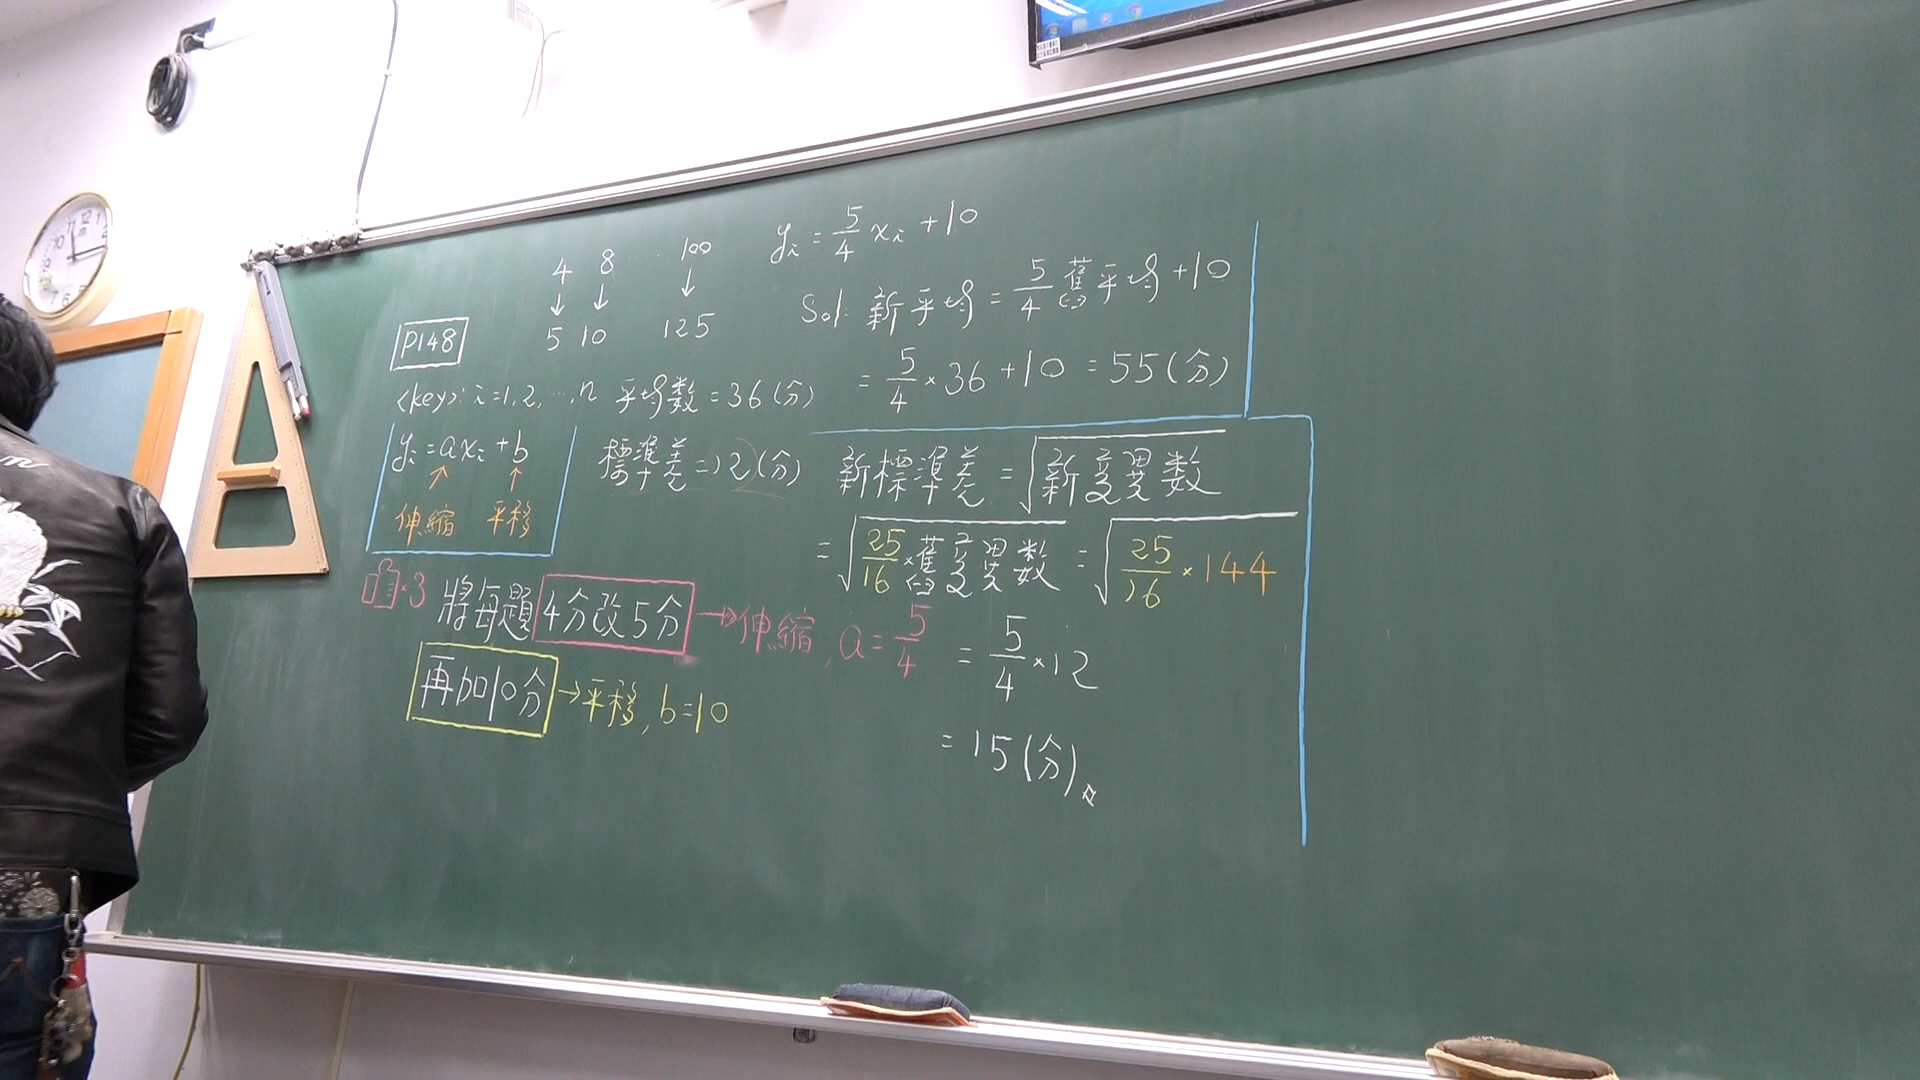 4 8 … 100
↓ ↓ ↓
5 10 125
P148
<key>: i=1,2,…,n 平均數=36(分)
yᵢ=axᵢ+b
伸縮 平移
標準差=12(分)
×3 將每題 4分改5分 →伸縮, a=5/4
再加10分 →平移, b=10
yᵢ = 5/4 xᵢ + 10
Sol: 新平均 = 5/4 舊平均 + 10
= 5/4 × 36 + 10 = 55(分)
新標準差 = √新變異數
= √(25/16 × 舊變異數) = √(25/16 × 144)
= 5/4 × 12
= 15(分)